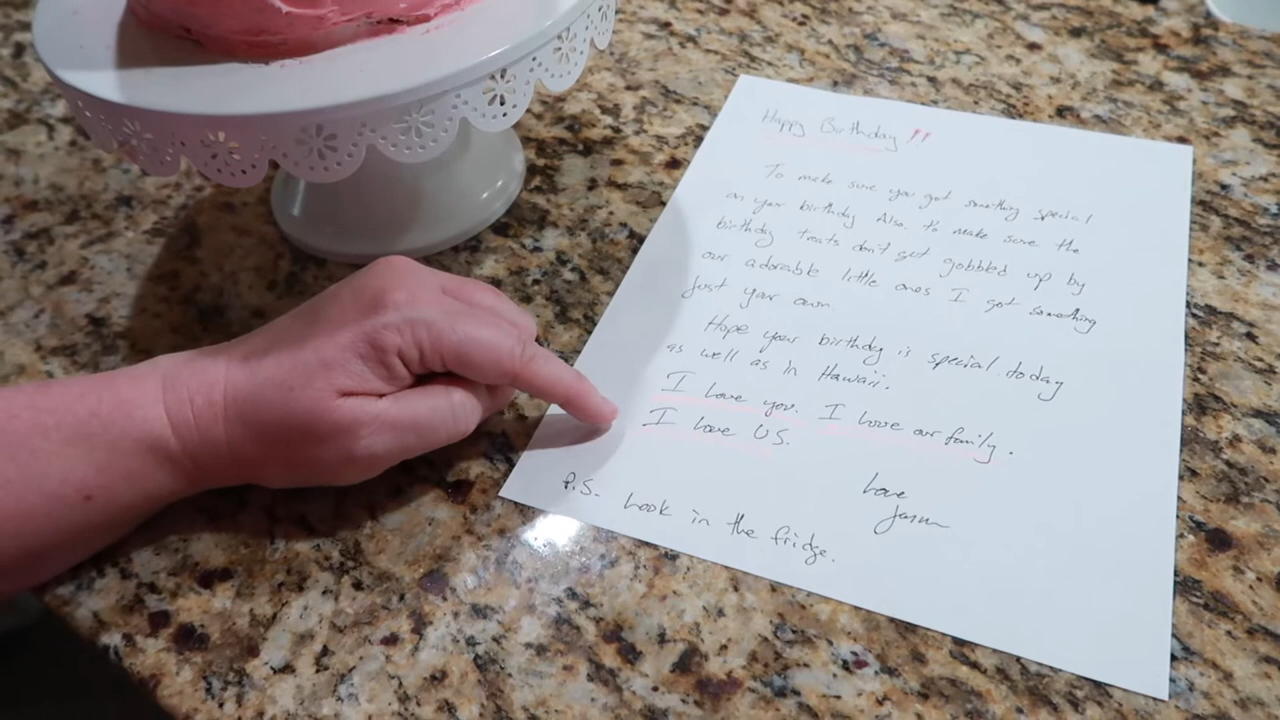 Happy Birthday !!
To make sure you got something special
on your birthday Also. to make sure the
birthday treats don't get gobbled up by
our adorable little ones I got something
Just your own
Hope your birthday is special today
as well as in Hawaii.
I love you. I love our family.
I love US.
Love
P.S. Look in the fridge.